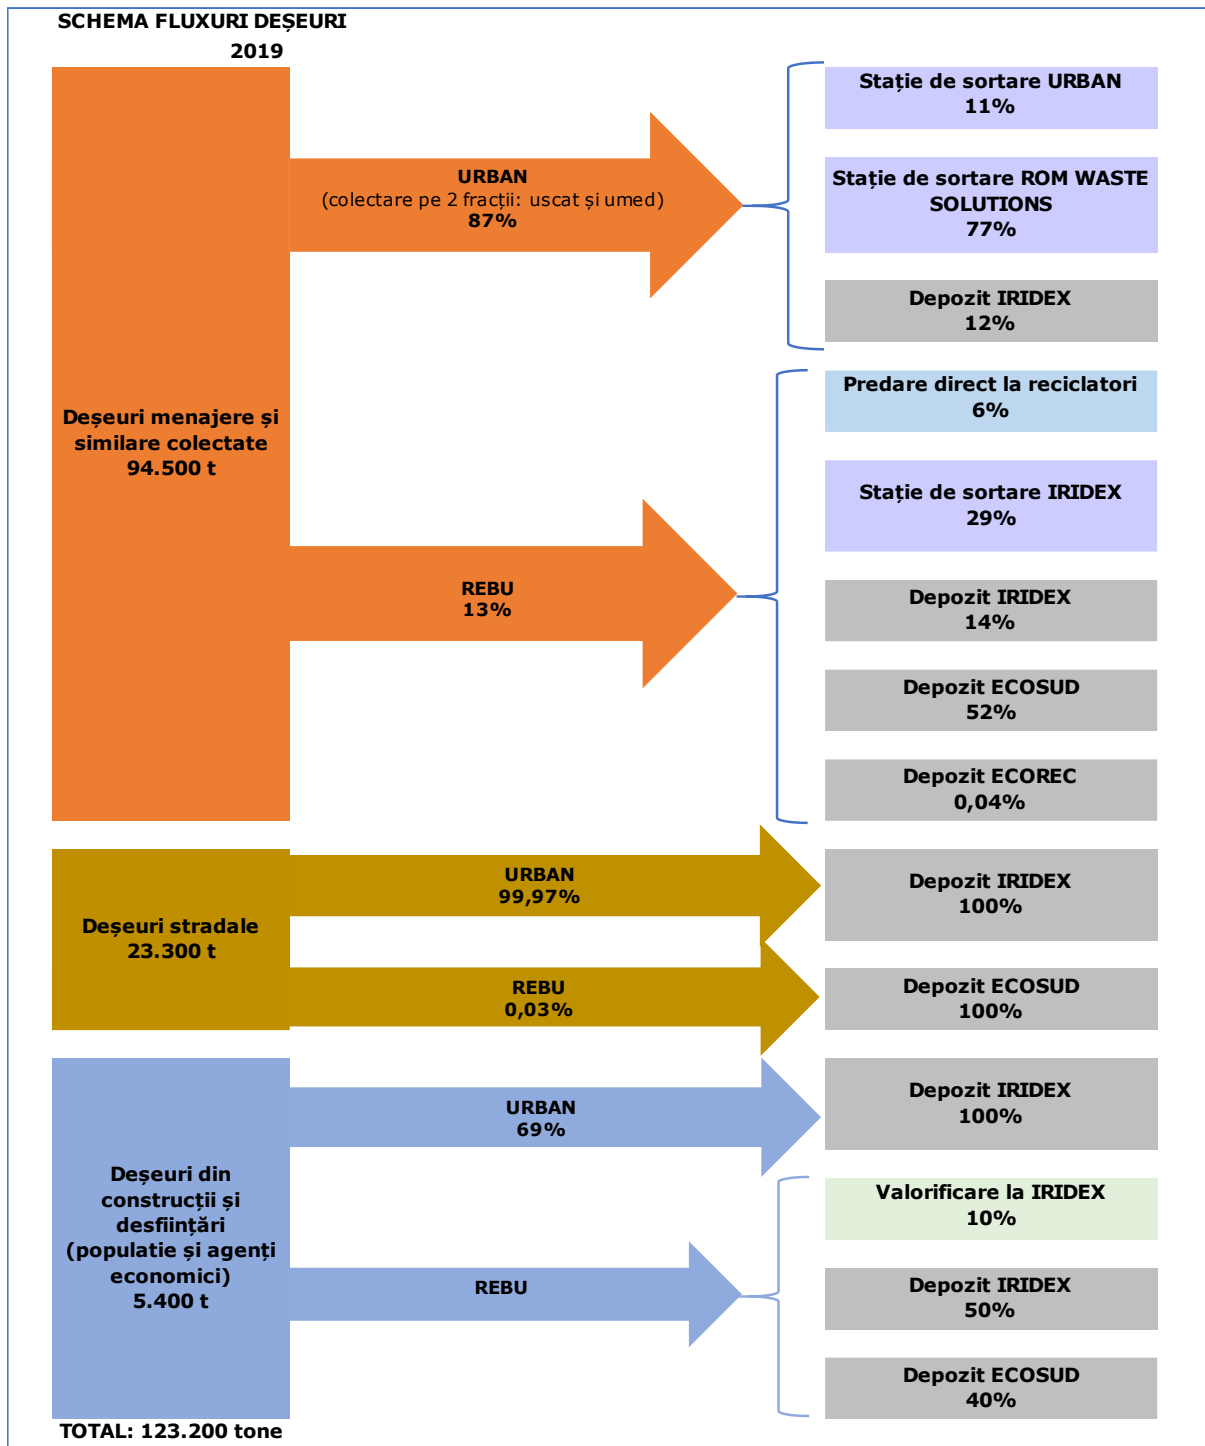 SCHEMA FLUXURI DEȘEURI
2019
Deșeuri menajere și
similare colectate
94.500 t
URBAN
(colectare pe 2 fracții: uscat și umed)
87%
Stație de sortare URBAN
11%
Stație de sortare ROM WASTE
SOLUTIONS
77%
Depozit IRIDEX
12%
REBU
13%
Predare direct la reciclatori
6%
Stație de sortare IRIDEX
29%
Depozit IRIDEX
14%
Depozit ECOSUD
52%
Depozit ECOREC
0,04%
Deșeuri stradale
23.300 t
URBAN
99,97%
Depozit IRIDEX
100%
REBU
0,03%
Depozit ECOSUD
100%
Deșeuri din
construcții și
desființări
(populatie și agenți
economici)
5.400 t
URBAN
69%
Depozit IRIDEX
100%
REBU
Valorificare la IRIDEX
10%
Depozit IRIDEX
50%
Depozit ECOSUD
40%
TOTAL: 123.200 tone